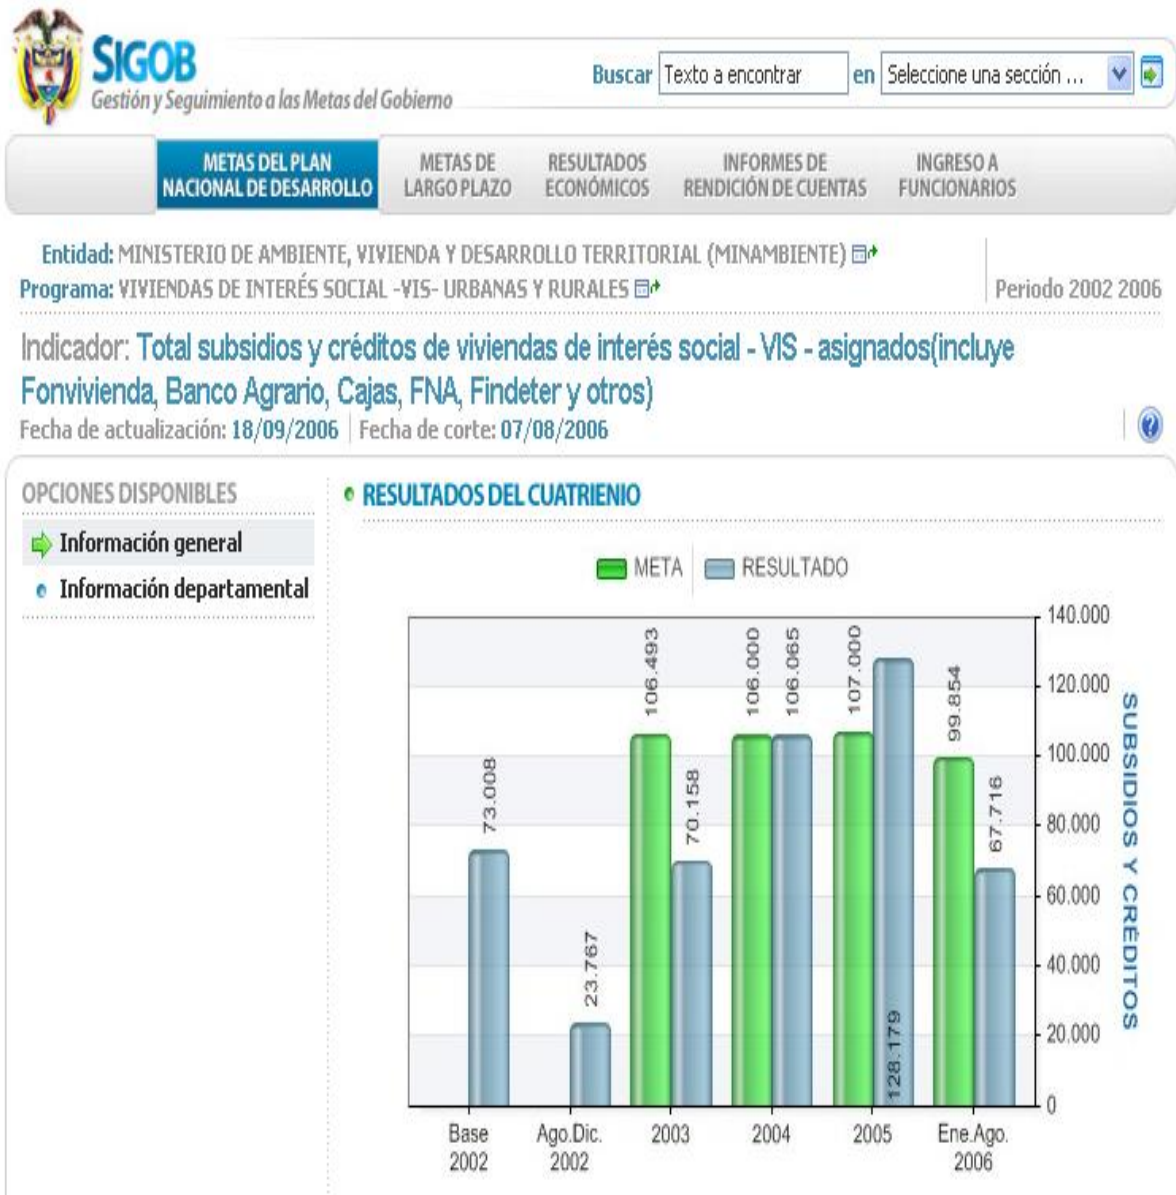 SIGOB
Gestión y Seguimiento a las Metas del Gobierno
Buscar Texto a encontrar en Seleccione una sección ...
METAS DEL PLAN NACIONAL DE DESARROLLO
METAS DE LARGO PLAZO
RESULTADOS ECONÓMICOS
INFORMES DE RENDICIÓN DE CUENTAS
INGRESO A FUNCIONARIOS
Entidad: MINISTERIO DE AMBIENTE, VIVIENDA Y DESARROLLO TERRITORIAL (MINAMBIENTE)
Programa: VIVIENDAS DE INTERÉS SOCIAL -VIS- URBANAS Y RURALES
Periodo 2002 2006
Indicador: Total subsidios y créditos de viviendas de interés social - VIS - asignados(incluye
Fonvivienda, Banco Agrario, Cajas, FNA, Findeter y otros)
Fecha de actualización: 18/09/2006 | Fecha de corte: 07/08/2006
OPCIONES DISPONIBLES
Información general
Información departamental
RESULTADOS DEL CUATRIENIO
META RESULTADO
73.008
23.767
106.493
70.158
106.000
106.065
107.000
128.179
99.854
67.716
140.000
120.000
100.000
80.000
60.000
40.000
20.000
0
SUBSIDIOS Y CRÉDITOS
Base 2002
Ago.Dic. 2002
2003
2004
2005
Ene.Ago. 2006